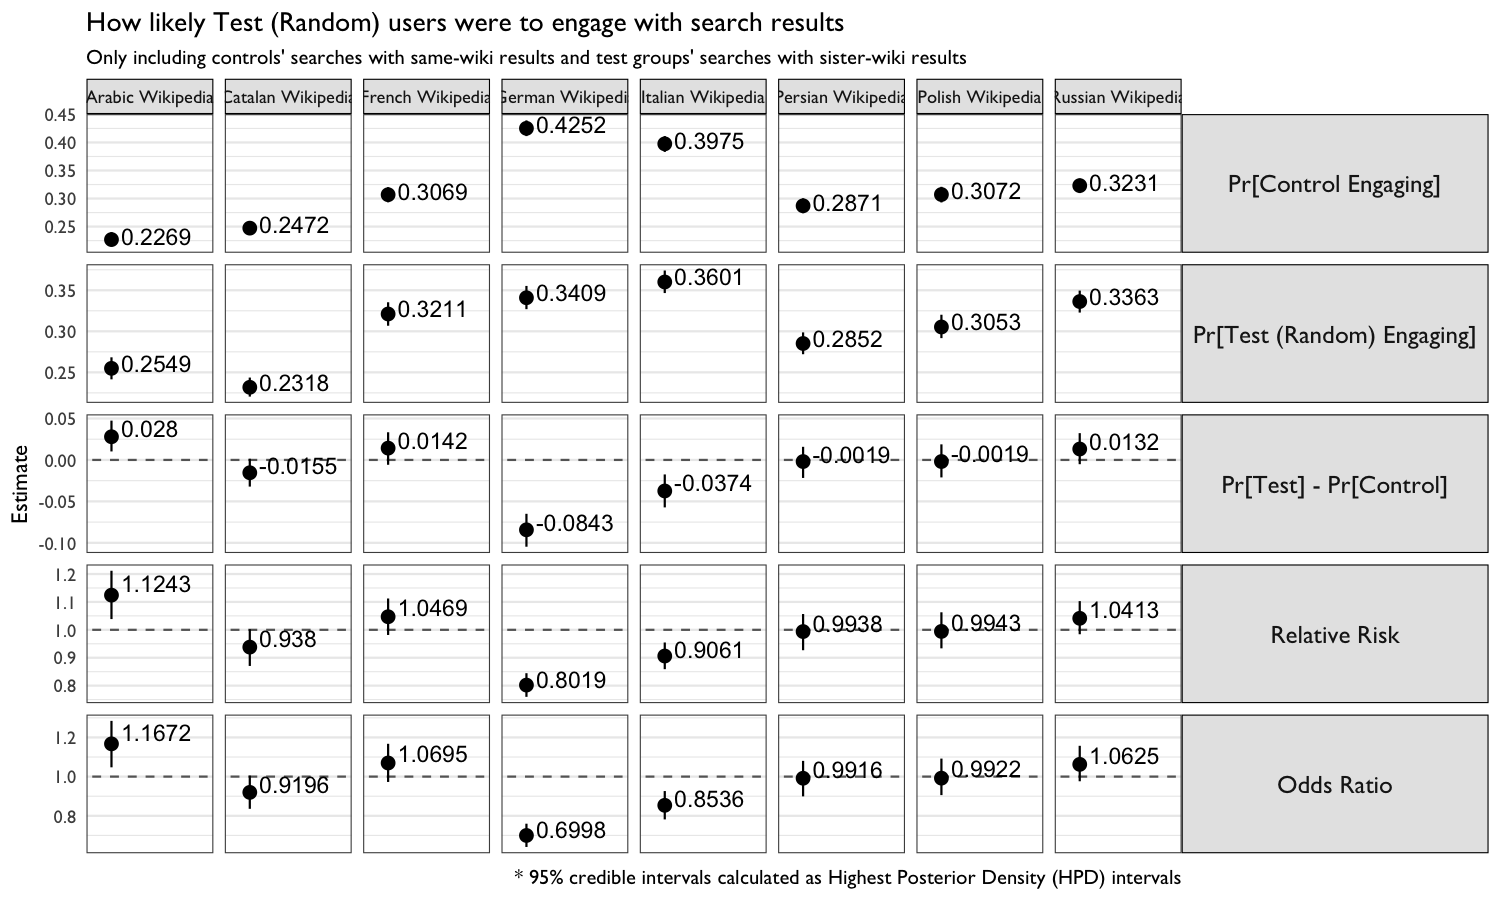 How likely Test (Random) users were to engage with search results
Only including controls' searches with same-wiki results and test groups' searches with sister-wiki results
Arabic Wikipedia Catalan Wikipedia French Wikipedia German Wikipedi Italian Wikipedia Persian Wikipedia Polish Wikipedia Russian Wikipedia
0.45
0.40
0.35
0.30
0.25
0.2269 0.2472 0.3069 0.4252 0.3975 0.2871 0.3072 0.3231
Pr[Control Engaging]
0.35
0.30
0.25
0.2549 0.2318 0.3211 0.3409 0.3601 0.2852 0.3053 0.3363
Pr[Test (Random) Engaging]
Estimate
0.05
0.00
-0.05
-0.10
0.028 -0.0155 0.0142 -0.0843 -0.0374 -0.0019 -0.0019 0.0132
Pr[Test] - Pr[Control]
1.2
1.1
1.0
0.9
0.8
1.1243 0.938 1.0469 0.8019 0.9061 0.9938 0.9943 1.0413
Relative Risk
1.2
1.0
0.8
1.1672 0.9196 1.0695 0.6998 0.8536 0.9916 0.9922 1.0625
Odds Ratio
* 95% credible intervals calculated as Highest Posterior Density (HPD) intervals